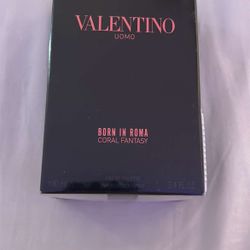 VALENTINO
UOMO
BORN IN ROMA
CORAL FANTASY